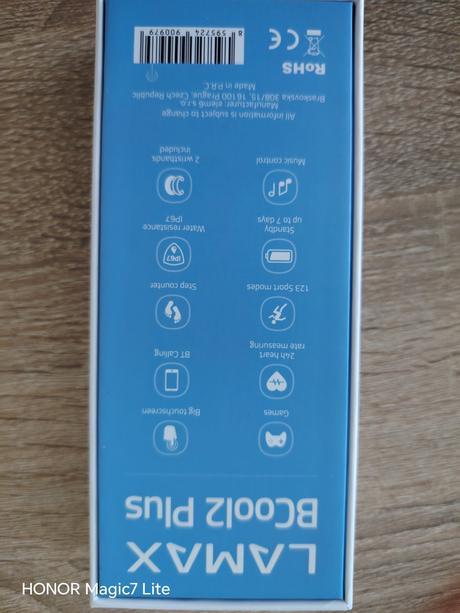 LAMAX
BCool2 Plus
Games
Big touchscreen
24h heart
rate measuring
BT Calling
123 Sport modes
Step counter
Standby
up to 7 days
IP67
Water resistance
IP67
Music control
2 wristbands
included
All information is subject to change
Manufacturer: elem6 s.r.o.
Braskovska 308/15, 16100 Prague, Czech Republic
Made in P.R.C.
RoHS
CE
8 595724 900979
HONOR Magic7 Lite